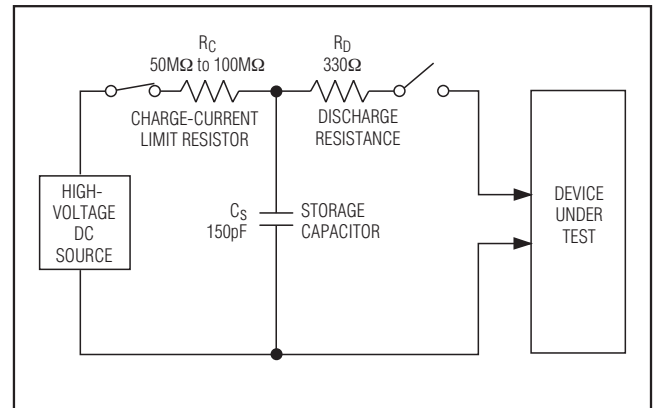 RC
50MΩ to 100MΩ
CHARGE-CURRENT
LIMIT RESISTOR
RD
330Ω
DISCHARGE
RESISTANCE
HIGH-
VOLTAGE
DC
SOURCE
CS
150pF
STORAGE
CAPACITOR
DEVICE
UNDER
TEST